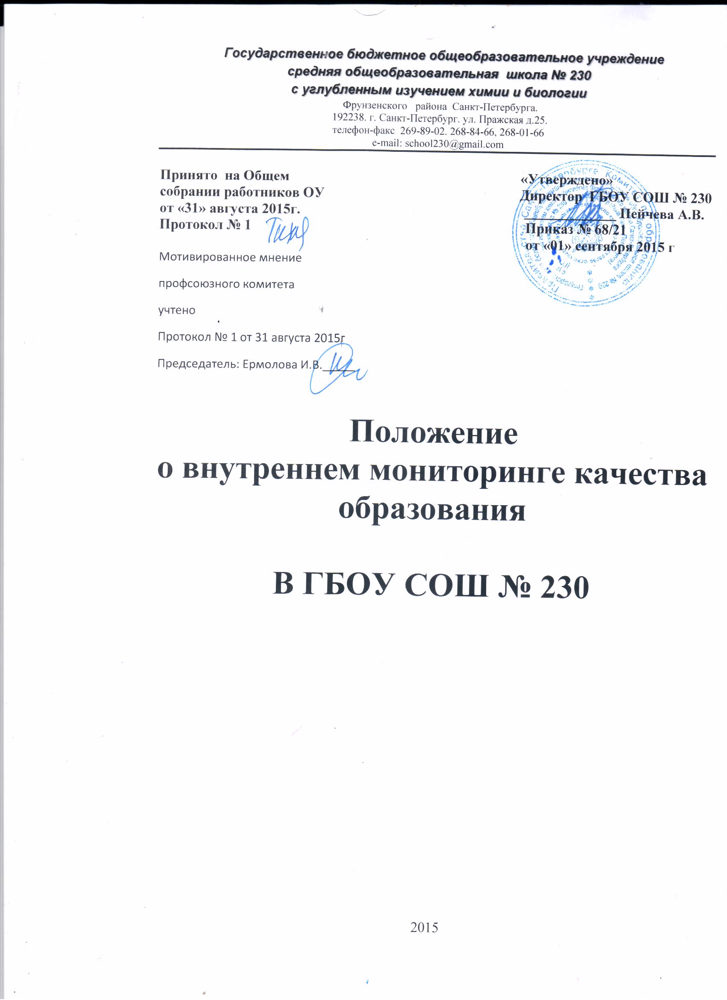 Государственное бюджетное общеобразовательное учреждение
средняя общеобразовательная школа № 230
с углубленным изучением химии и биологии
Фрунзенского района Санкт-Петербурга.
192238. г. Санкт-Петербург. ул. Пражская д.25.
телефон-факс 269-89-02. 268-84-66, 268-01-66
e-mail: school230@gmail.com
Принято на Общем
собрании работников ОУ
от «31» августа 2015г.
Протокол № 1
Мотивированное мнение
профсоюзного комитета
учтено
Протокол № 1 от 31 августа 2015г
Председатель: Ермолова И.В.
«Утверждено»
Директор ГБОУ СОШ № 230
Пейчева А.В.
Приказ № 68/21
от «01» сентября 2015 г
Положение
о внутреннем мониторинге качества
образования
В ГБОУ СОШ № 230
2015